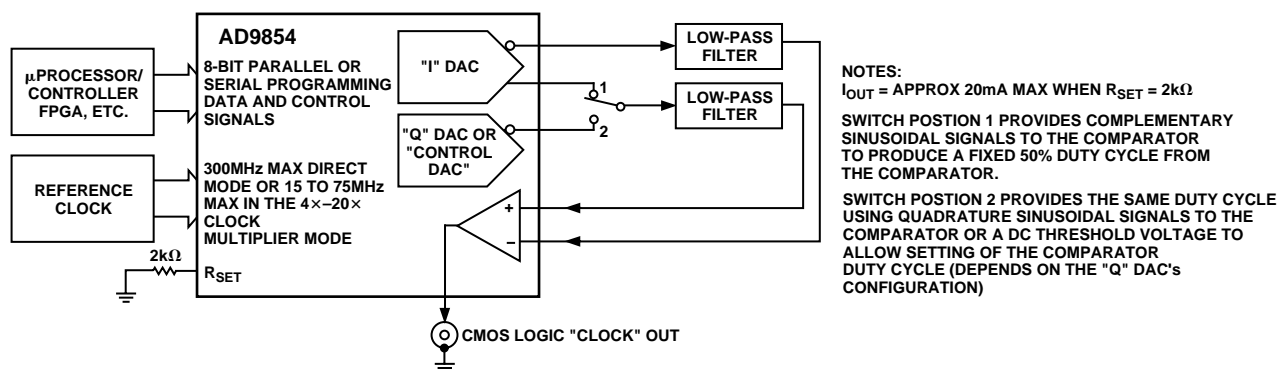 AD9854
µPROCESSOR/
CONTROLLER
FPGA, ETC.
8-BIT PARALLEL OR
SERIAL PROGRAMMING
DATA AND CONTROL
SIGNALS
REFERENCE
CLOCK
300MHz MAX DIRECT
MODE OR 15 TO 75MHz
MAX IN THE 4×–20×
CLOCK
MULTIPLIER MODE
2kΩ
RSET
"I" DAC
"Q" DAC OR
"CONTROL
DAC"
1
2
LOW-PASS
FILTER
LOW-PASS
FILTER
+
–
CMOS LOGIC "CLOCK" OUT
NOTES:
IOUT = APPROX 20mA MAX WHEN RSET = 2kΩ
SWITCH POSTION 1 PROVIDES COMPLEMENTARY
SINUSOIDAL SIGNALS TO THE COMPARATOR
TO PRODUCE A FIXED 50% DUTY CYCLE FROM
THE COMPARATOR.
SWITCH POSTION 2 PROVIDES THE SAME DUTY CYCLE
USING QUADRATURE SINUSOIDAL SIGNALS TO THE
COMPARATOR OR A DC THRESHOLD VOLTAGE TO
ALLOW SETTING OF THE COMPARATOR
DUTY CYCLE (DEPENDS ON THE "Q" DAC's
CONFIGURATION)